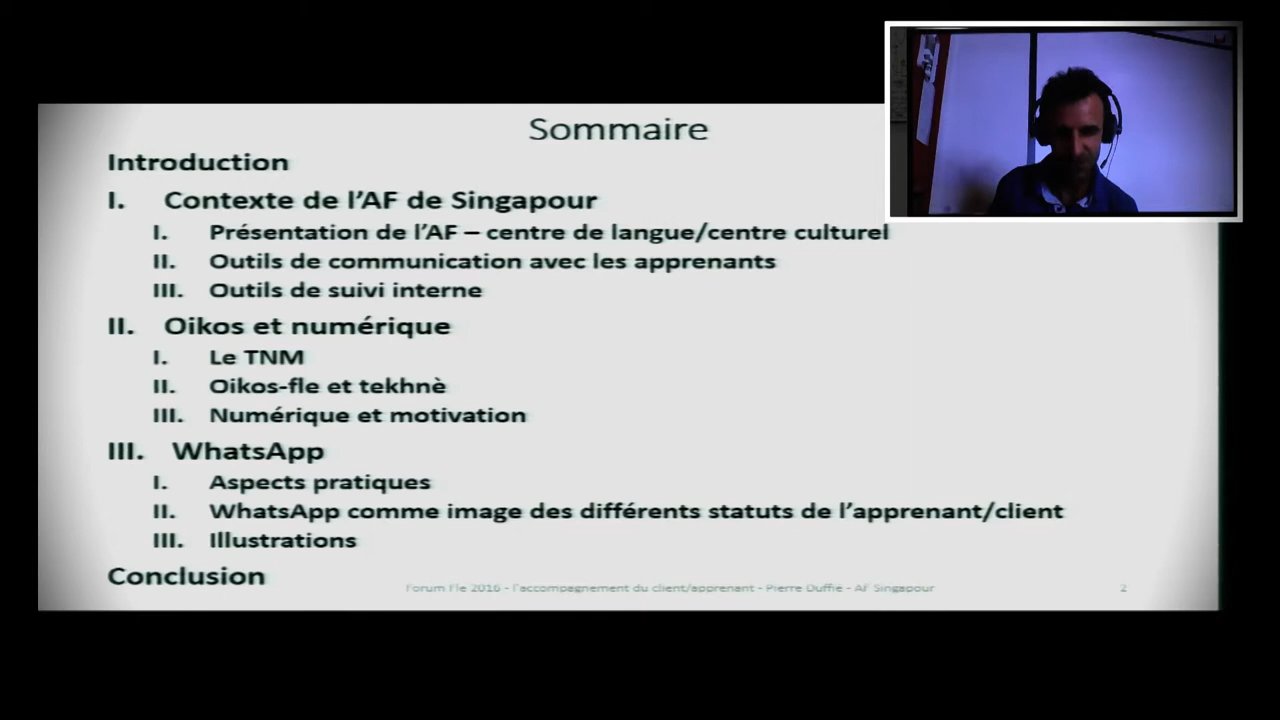 Sommaire
Introduction
I. Contexte de l'AF de Singapour
I. Présentation de l'AF – centre de langue/centre culturel
II. Outils de communication avec les apprenants
III. Outils de suivi interne
II. Oikos et numérique
I. Le TNM
II. Oikos-fle et tekhnè
III. Numérique et motivation
III. WhatsApp
I. Aspects pratiques
II. WhatsApp comme image des différents statuts de l'apprenant/client
III. Illustrations
Conclusion
Forum Fle 2016 - l'accompagnement du client/apprenant - Pierre Duffié - AF Singapour 2